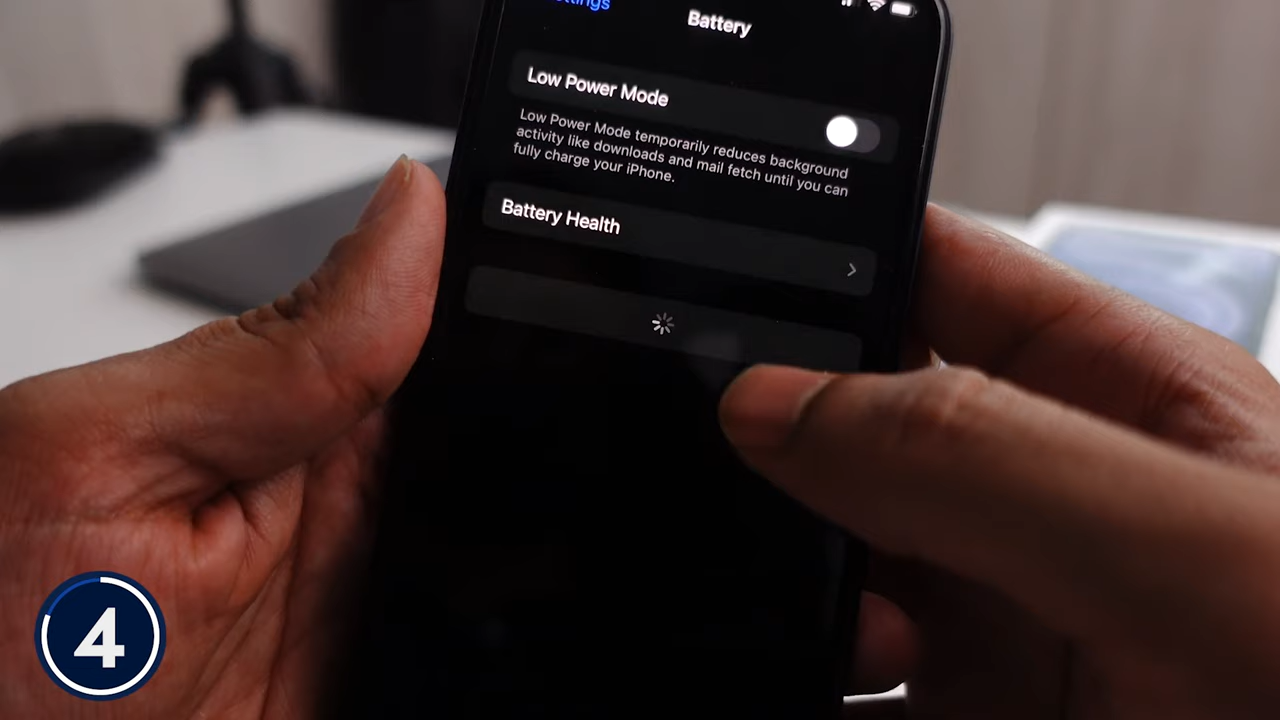 Battery
Low Power Mode
Low Power Mode temporarily reduces background
activity like downloads and mail fetch until you can
fully charge your iPhone.
Battery Health
4